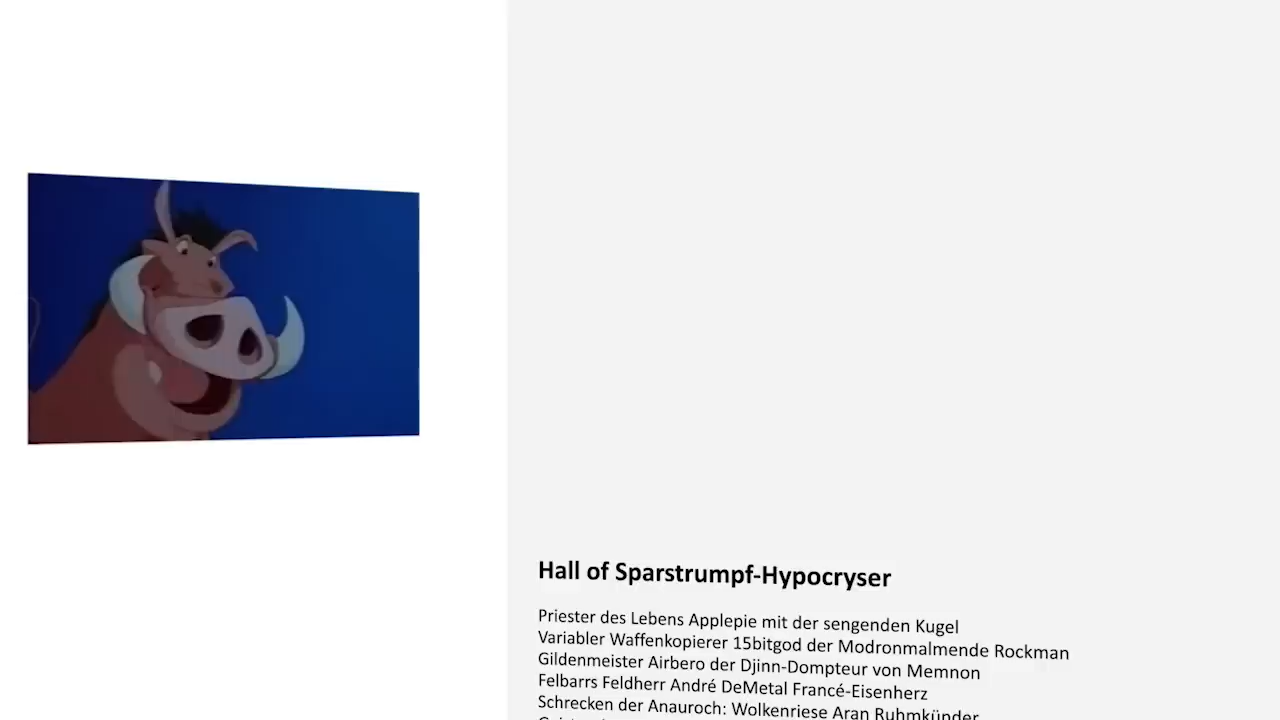 Hall of Sparstrumpf-Hypocryser
Priester des Lebens Applepie mit der sengenden Kugel
Variabler Waffenkopierer 15bitgod der Modronmalmende Rockman
Gildenmeister Airbero der Djinn-Dompteur von Memnon
Felbarrs Feldherr André DeMetal Francé-Eisenherz
Schrecken der Anauroch: Wolkenriese Aran Ruhmkünder